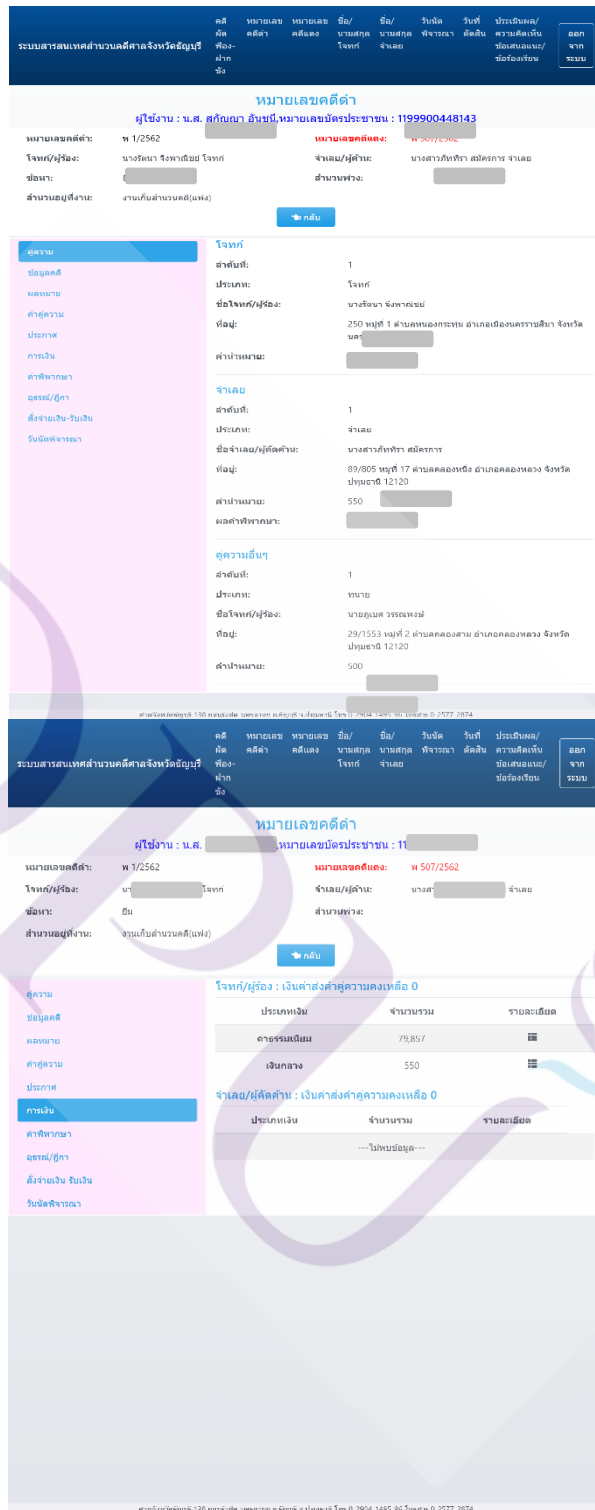 ระบบสารสนเทศสำนวนคดีศาลจังหวัดธัญบุรี
คดี ผัด ฟ้อง- ฝาก ขัง
หมายเลข คดีดำ
หมายเลข คดีแดง
ชื่อ/ นามสกุล โจทก์
ชื่อ/ นามสกุล จำเลย
วันนัด พิจารณา
วันที่ ตัดสิน
ประเมินผล/ ความคิดเห็น ข้อเสนอแนะ/ ข้อร้องเรียน
ออก จาก ระบบ
หมายเลขคดีดำ
ผู้ใช้งาน : น.ส. สกัญญา อันชนี,หมายเลขบัตรประชาชน : 1199900448143
หมายเลขคดีดำ: พ 1/2562 หมายเลขคดีแดง: พ 507/2562
โจทก์/ผู้ร้อง: นางรัตนา จึงพาณิชย์ โจทก์ จำเลย/ผู้ค้าน: นางสาวภัททิรา สมัครการ จำเลย
ข้อหา: สำนวนพ่วง:
สำนวนอยู่ที่งาน: งานเก็บสำนวนคดี(แพ่ง)
กลับ
คู่ความ
ข้อมูลคดี
ผลหมาย
คำคู่ความ
ประกาศ
การเงิน
คำพิพากษา
อุธรณ์/ฎีกา
สั่งจ่ายเงิน-รับเงิน
วันนัดพิจารณา
โจทก์
ลำดับที่: 1
ประเภท: โจทก์
ชื่อโจทก์/ผู้ร้อง: นางรัตนา จึงพาณิชย์
ที่อยู่: 250 หมู่ที่ 1 ตำบลหนองกระทุ่ม อำเภอเมืองนครราชสีมา จังหวัด
นคร
ค่านำหมาย:
จำเลย
ลำดับที่: 1
ประเภท: จำเลย
ชื่อจำเลย/ผู้คัดค้าน: นางสาวภัททิรา สมัครการ
ที่อยู่: 89/805 หมู่ที่ 17 ตำบลคลองหนึ่ง อำเภอคลองหลวง จังหวัด
ปทุมธานี 12120
ค่านำหมาย: 550
ผลคำพิพากษา:
คู่ความอื่นๆ
ลำดับที่: 1
ประเภท: ทนาย
ชื่อโจทก์/ผู้ร้อง: นายภูเบศ วรรณพงษ์
ที่อยู่: 29/1553 หมู่ที่ 2 ตำบลคลองสาม อำเภอคลองหลวง จังหวัด
ปทุมธานี 12120
ค่านำหมาย: 500
ระบบสารสนเทศสำนวนคดีศาลจังหวัดธัญบุรี
คดี ผัด ฟ้อง- ฝาก ขัง
หมายเลข คดีดำ
หมายเลข คดีแดง
ชื่อ/ นามสกุล โจทก์
ชื่อ/ นามสกุล จำเลย
วันนัด พิจารณา
วันที่ ตัดสิน
ประเมินผล/ ความคิดเห็น ข้อเสนอแนะ/ ข้อร้องเรียน
ออก จาก ระบบ
หมายเลขคดีดำ
ผู้ใช้งาน : น.ส. ,หมายเลขบัตรประชาชน : 11
หมายเลขคดีดำ: พ 1/2562 หมายเลขคดีแดง: พ 507/2562
โจทก์/ผู้ร้อง: โจทก์ จำเลย/ผู้ค้าน: จำเลย
ข้อหา: ยืม สำนวนพ่วง:
สำนวนอยู่ที่งาน: งานเก็บสำนวนคดี(แพ่ง)
กลับ
คู่ความ
ข้อมูลคดี
ผลหมาย
คำคู่ความ
ประกาศ
การเงิน
คำพิพากษา
อุธรณ์/ฎีกา
สั่งจ่ายเงิน รับเงิน
วันนัดพิจารณา
โจทก์/ผู้ร้อง : เงินค่าส่งคำคู่ความคงเหลือ 0
ประเภทเงิน จำนวนรวม รายละเอียด
ค่าธรรมเนียม 79,857
เงินกลาง 550
จำเลย/ผู้คัดค้าน : เงินค่าส่งคำคู่ความคงเหลือ 0
ประเภทเงิน จำนวนรวม รายละเอียด
---ไม่พบข้อมูล---